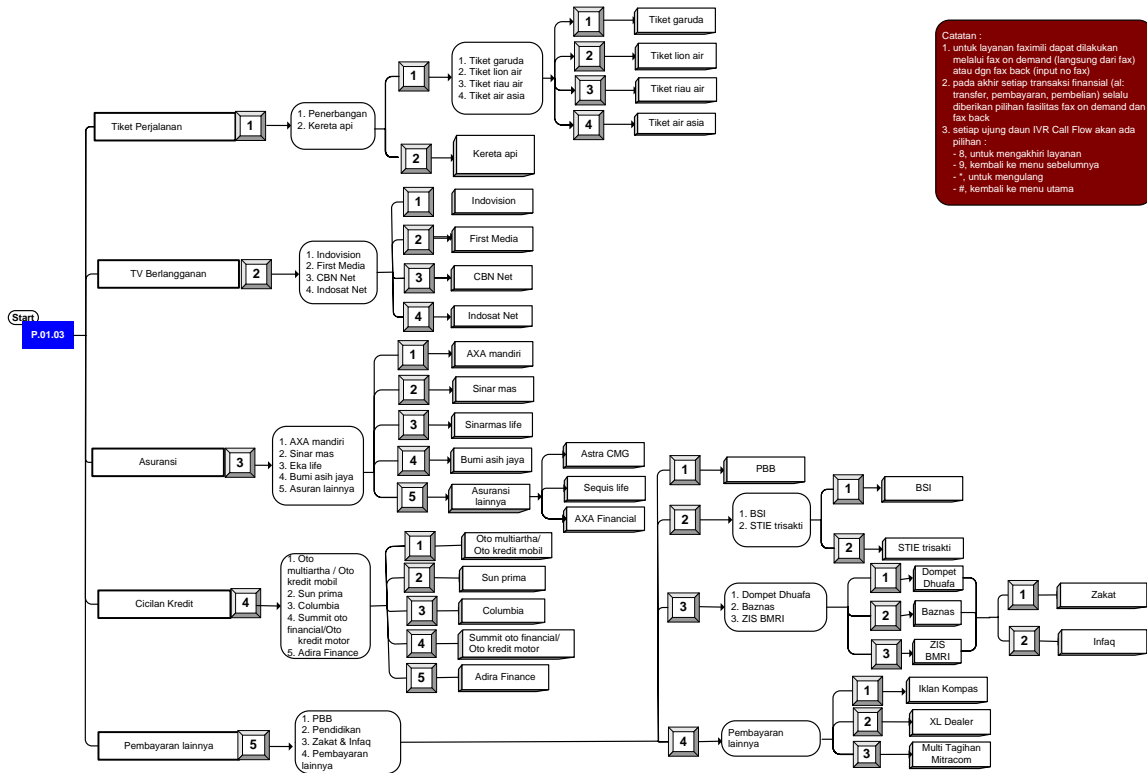 Start
P.01.03
Tiket Perjalanan
1
1. Penerbangan
2. Kereta api
1
1. Tiket garuda
2. Tiket lion air
3. Tiket riau air
4. Tiket air asia
1
Tiket garuda
2
Tiket lion air
3
Tiket riau air
4
Tiket air asia
2
Kereta api
TV Berlangganan
2
1. Indovision
2. First Media
3. CBN Net
4. Indosat Net
1
Indovision
2
First Media
3
CBN Net
4
Indosat Net
Asuransi
3
1. AXA mandiri
2. Sinar mas
3. Eka life
4. Bumi asih jaya
5. Asuran lainnya
1
AXA mandiri
2
Sinar mas
3
Sinarmas life
4
Bumi asih jaya
5
Asuransi
lainnya
Astra CMG
Sequis life
AXA Financial
Cicilan Kredit
4
1. Oto
multiartha / Oto
kredit mobil
2. Sun prima
3. Columbia
4. Summit oto
financial/Oto
kredit motor
5. Adira Finance
1
Oto multiartha/
Oto kredit mobil
2
Sun prima
3
Columbia
4
Summit oto financial/
Oto kredit motor
5
Adira Finance
Pembayaran lainnya
5
1. PBB
2. Pendidikan
3. Zakat & Infaq
4. Pembayaran
lainnya
1
PBB
2
1. BSI
2. STIE trisakti
1
BSI
2
STIE trisakti
3
1. Dompet Dhuafa
2. Baznas
3. ZIS BMRI
1
Dompet
Dhuafa
2
Baznas
3
ZIS
BMRI
1
Zakat
2
Infaq
4
Pembayaran
lainnya
1
Iklan Kompas
2
XL Dealer
3
Multi Tagihan
Mitracom
Catatan :
1. untuk layanan faximili dapat dilakukan
melalui fax on demand (langsung dari fax)
atau dgn fax back (input no fax)
2. pada akhir setiap transaksi finansial (al:
transfer, pembayaran, pembelian) selalu
diberikan pilihan fasilitas fax on demand dan
fax back
3. setiap ujung daun IVR Call Flow akan ada
pilihan :
- 8, untuk mengakhiri layanan
- 9, kembali ke menu sebelumnya
- *, untuk mengulang
- #, kembali ke menu utama